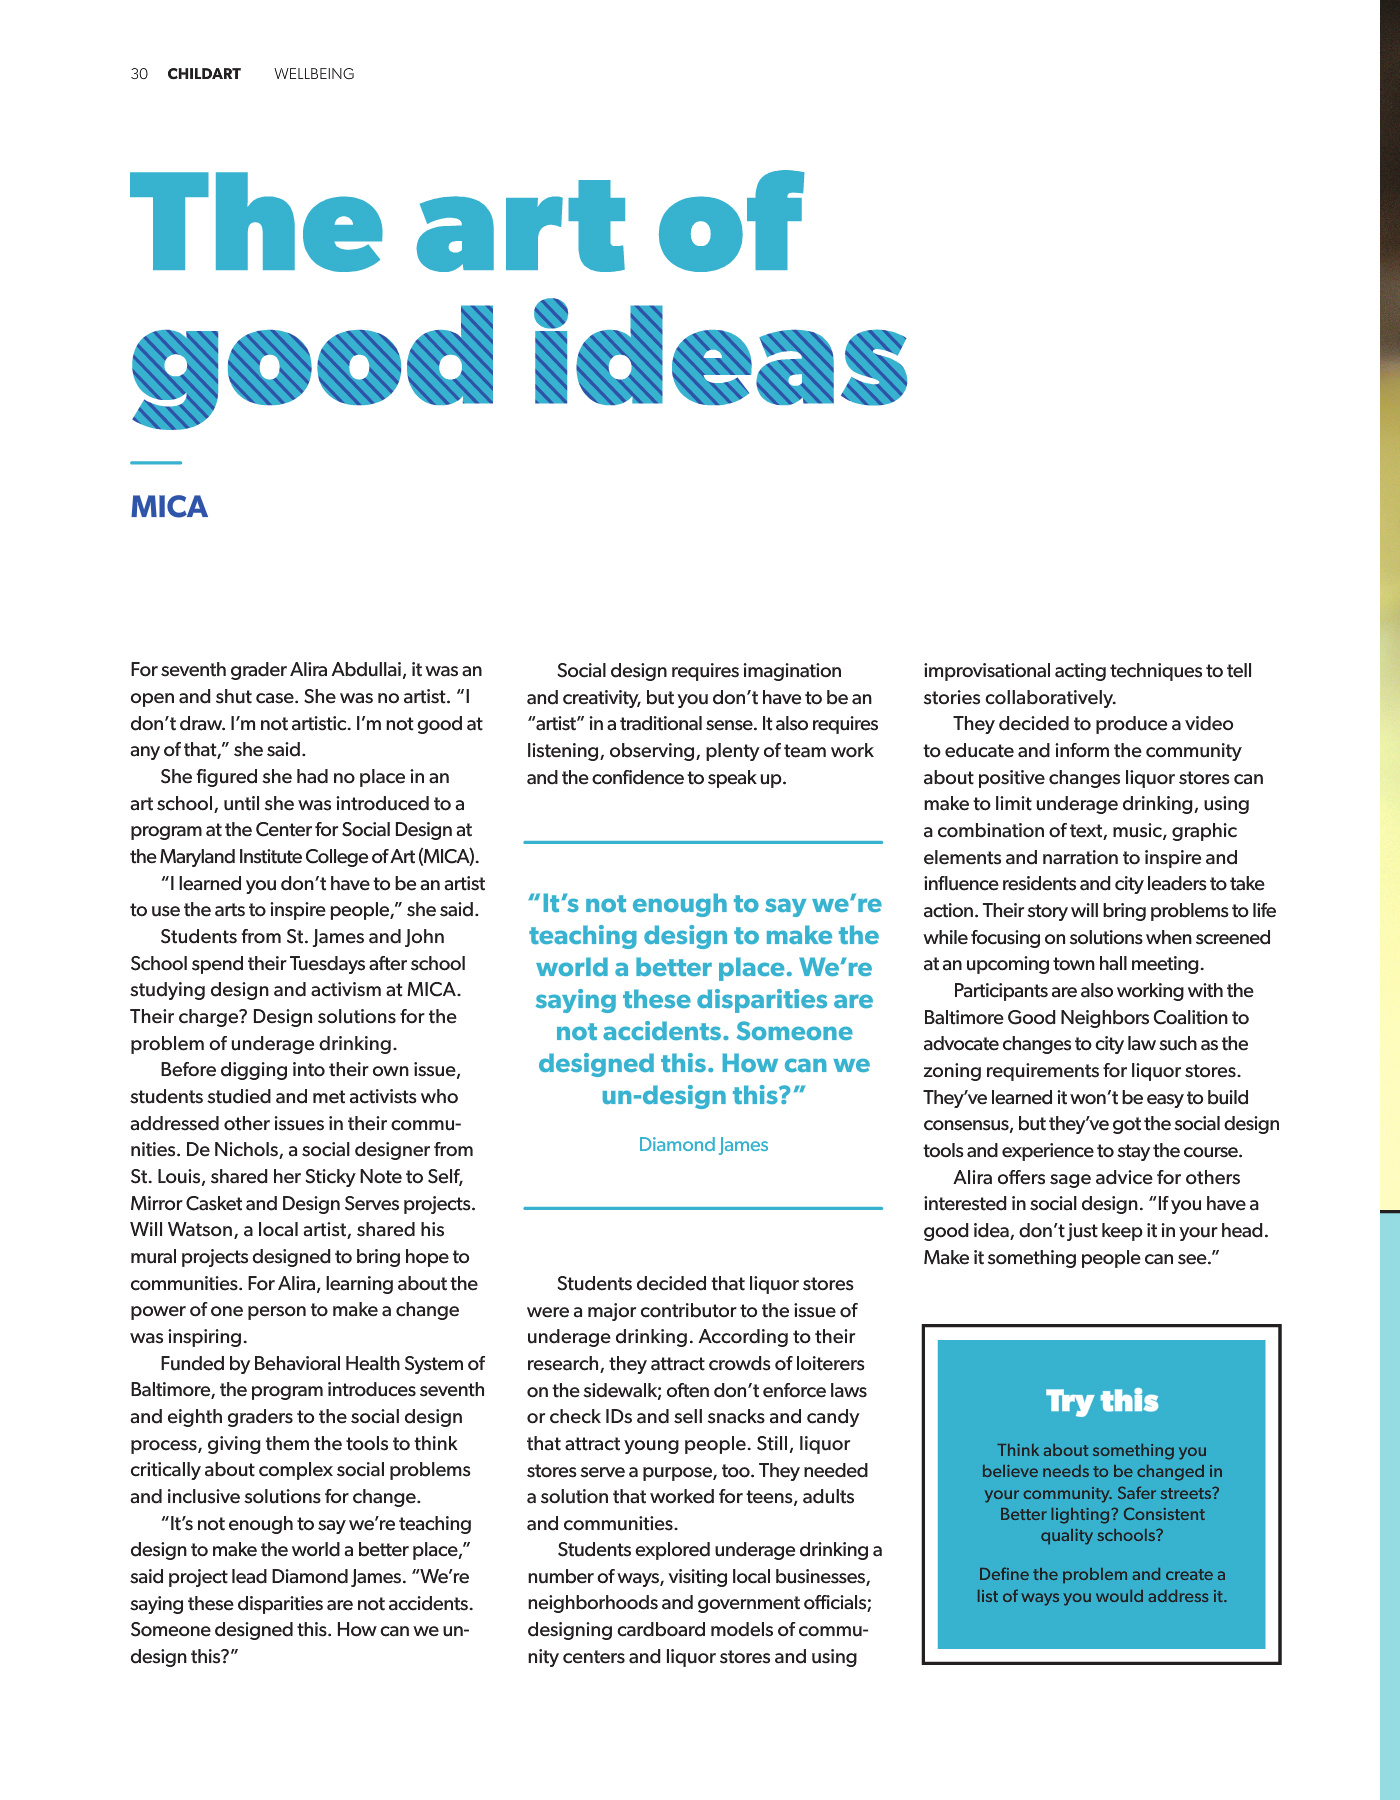 30 CHILDART WELLBEING
The art of
good ideas
MICA
For seventh grader Alira Abdullai, it was an
open and shut case. She was no artist. “I
don’t draw. I’m not artistic. I’m not good at
any of that,” she said.
She figured she had no place in an
art school, until she was introduced to a
program at the Center for Social Design at
the Maryland Institute College of Art (MICA).
“I learned you don’t have to be an artist
to use the arts to inspire people,” she said.
Students from St. James and John
School spend their Tuesdays after school
studying design and activism at MICA.
Their charge? Design solutions for the
problem of underage drinking.
Before digging into their own issue,
students studied and met activists who
addressed other issues in their commu-
nities. De Nichols, a social designer from
St. Louis, shared her Sticky Note to Self,
Mirror Casket and Design Serves projects.
Will Watson, a local artist, shared his
mural projects designed to bring hope to
communities. For Alira, learning about the
power of one person to make a change
was inspiring.
Funded by Behavioral Health System of
Baltimore, the program introduces seventh
and eighth graders to the social design
process, giving them the tools to think
critically about complex social problems
and inclusive solutions for change.
“It’s not enough to say we’re teaching
design to make the world a better place,”
said project lead Diamond James. “We’re
saying these disparities are not accidents.
Someone designed this. How can we un-
design this?”
Social design requires imagination
and creativity, but you don’t have to be an
“artist” in a traditional sense. It also requires
listening, observing, plenty of team work
and the confidence to speak up.
“It’s not enough to say we’re
teaching design to make the
world a better place. We’re
saying these disparities are
not accidents. Someone
designed this. How can we
un-design this?”
Diamond James
Students decided that liquor stores
were a major contributor to the issue of
underage drinking. According to their
research, they attract crowds of loiterers
on the sidewalk; often don’t enforce laws
or check IDs and sell snacks and candy
that attract young people. Still, liquor
stores serve a purpose, too. They needed
a solution that worked for teens, adults
and communities.
Students explored underage drinking a
number of ways, visiting local businesses,
neighborhoods and government officials;
designing cardboard models of commu-
nity centers and liquor stores and using
improvisational acting techniques to tell
stories collaboratively.
They decided to produce a video
to educate and inform the community
about positive changes liquor stores can
make to limit underage drinking, using
a combination of text, music, graphic
elements and narration to inspire and
influence residents and city leaders to take
action. Their story will bring problems to life
while focusing on solutions when screened
at an upcoming town hall meeting.
Participants are also working with the
Baltimore Good Neighbors Coalition to
advocate changes to city law such as the
zoning requirements for liquor stores.
They’ve learned it won’t be easy to build
consensus, but they’ve got the social design
tools and experience to stay the course.
Alira offers sage advice for others
interested in social design. “If you have a
good idea, don’t just keep it in your head.
Make it something people can see.”
Try this
Think about something you
believe needs to be changed in
your community. Safer streets?
Better lighting? Consistent
quality schools?
Define the problem and create a
list of ways you would address it.